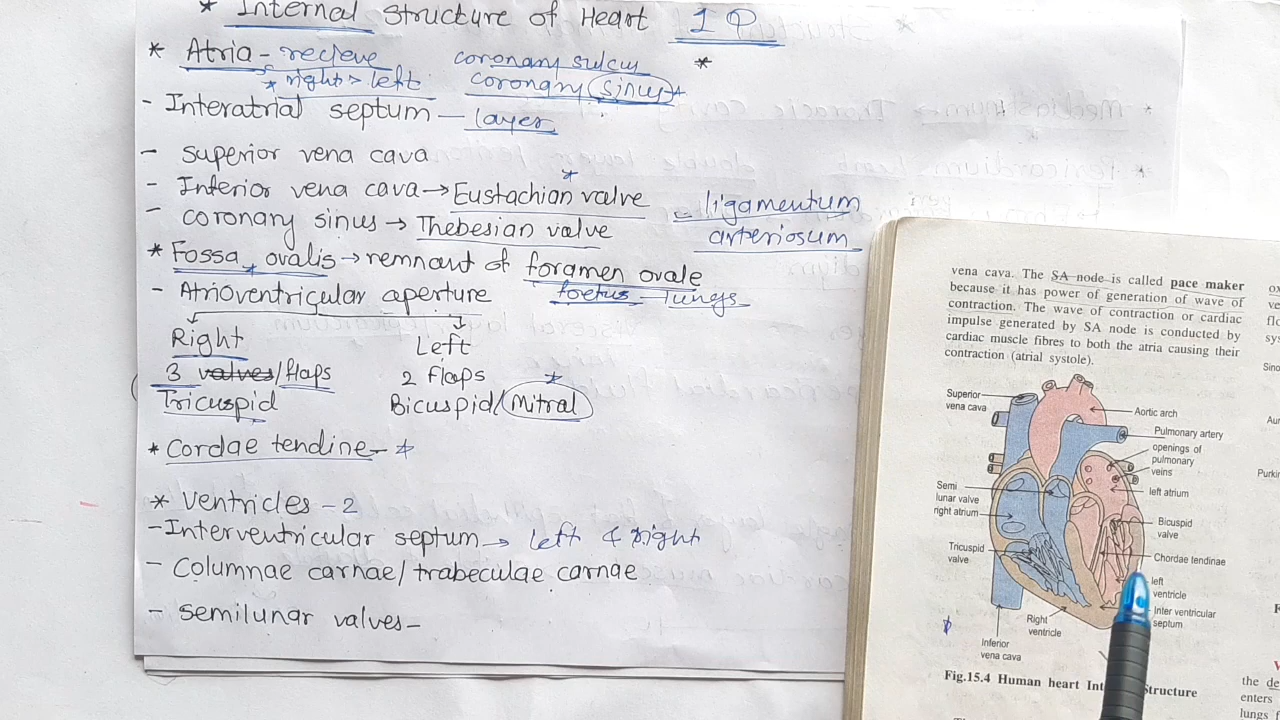 * Internal structure of Heart 1 P
* Atria - recieve coronary sulcus *
* right > left coronary sinus *
- Interatrial septum - layer
- superior vena cava
- Inferior vena cava → Eustachian valve
- coronary sinus → Thebesian valve
- ligamentum
arteriosum
* Fossa ovalis → remnant of foramen ovale
- Atrioventricular aperture foetus - lungs
Right Left
3 valves/flaps 2 flaps
Tricuspid Bicuspid/Mitral
* Cordae tendine - *
* Ventricles - 2
- Interventricular septum → left & right
- Columnae carnae/trabeculae carnae
- Semilunar valves -
vena cava. The SA node is called pace maker
because it has power of generation of wave of
contraction. The wave of contraction or cardiac
impulse generated by SA node is conducted by
cardiac muscle fibres to both the atria causing their
contraction (atrial systole).
Superior
vena cava
Aortic arch
Pulmonary artery
openings of
pulmonary
veins
Semi
lunar valve
right atrium
left atrium
Bicuspid
valve
Tricuspid
valve
Chordae tendinae
left
ventricle
Inter ventricular
septum
Right
ventricle
Inferior
vena cava
Fig.15.4 Human heart Int Structure
the de
enters
lungs f